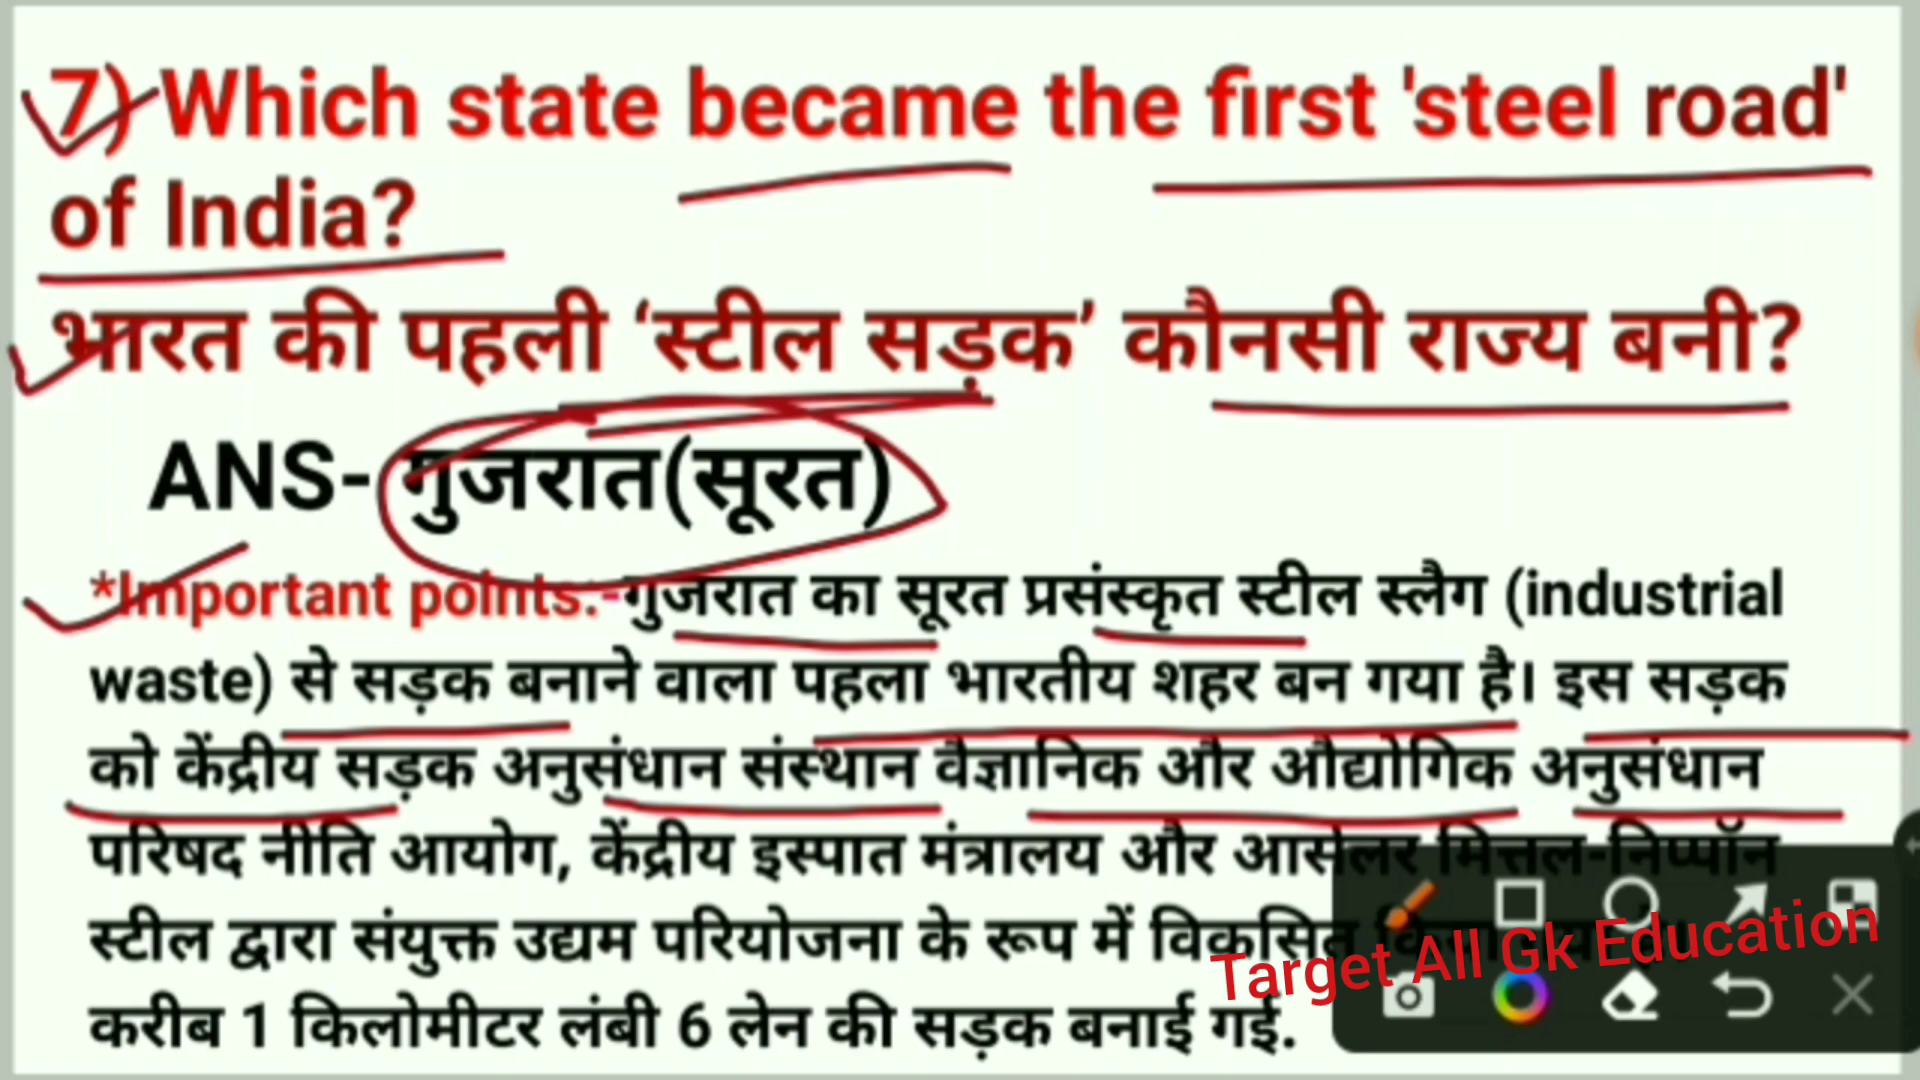 7) Which state became the first 'steel road'
of India?
भारत की पहली ‘स्टील सड़क’ कौनसी राज्य बनी?
ANS- गुजरात(सूरत)
*Important points:-गुजरात का सूरत प्रसंस्कृत स्टील स्लैग (industrial
waste) से सड़क बनाने वाला पहला भारतीय शहर बन गया है। इस सड़क
को केंद्रीय सड़क अनुसंधान संस्थान वैज्ञानिक और औद्योगिक अनुसंधान
परिषद नीति आयोग, केंद्रीय इस्पात मंत्रालय और आर्सेलर मित्तल-निप्पॉन
स्टील द्वारा संयुक्त उद्यम परियोजना के रूप में विकसित
करीब 1 किलोमीटर लंबी 6 लेन की सड़क बनाई गई.
Target All Gk Education